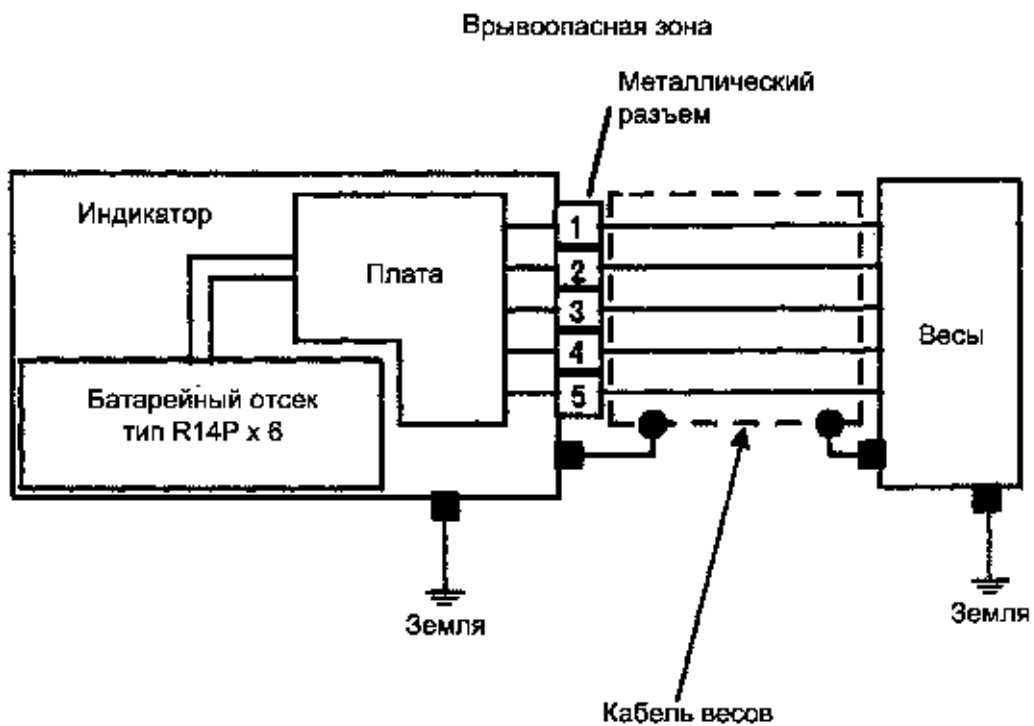 Врывоопасная зона
Металлический
разъем
Индикатор
Плата
1
2
3
4
5
Весы
Батарейный отсек
тип R14P x 6
Земля
Земля
Кабель весов